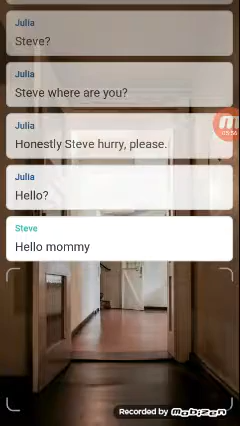 Julia
Steve?
Julia
Steve where are you?
Julia
Honestly Steve hurry, please.
Julia
Hello?
Steve
Hello mommy
Recorded by mobizen